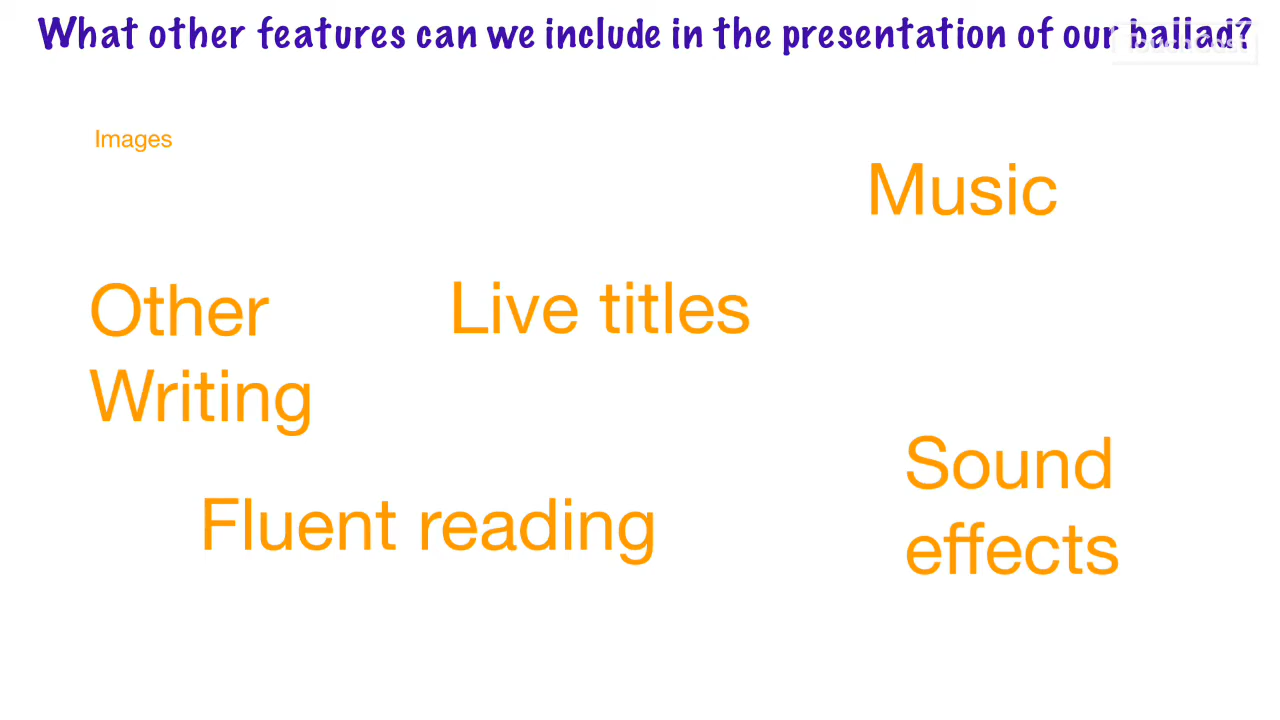 What other features can we include in the presentation of our ballad?
Images
Music
Other
Writing
Live titles
Fluent reading
Sound
effects